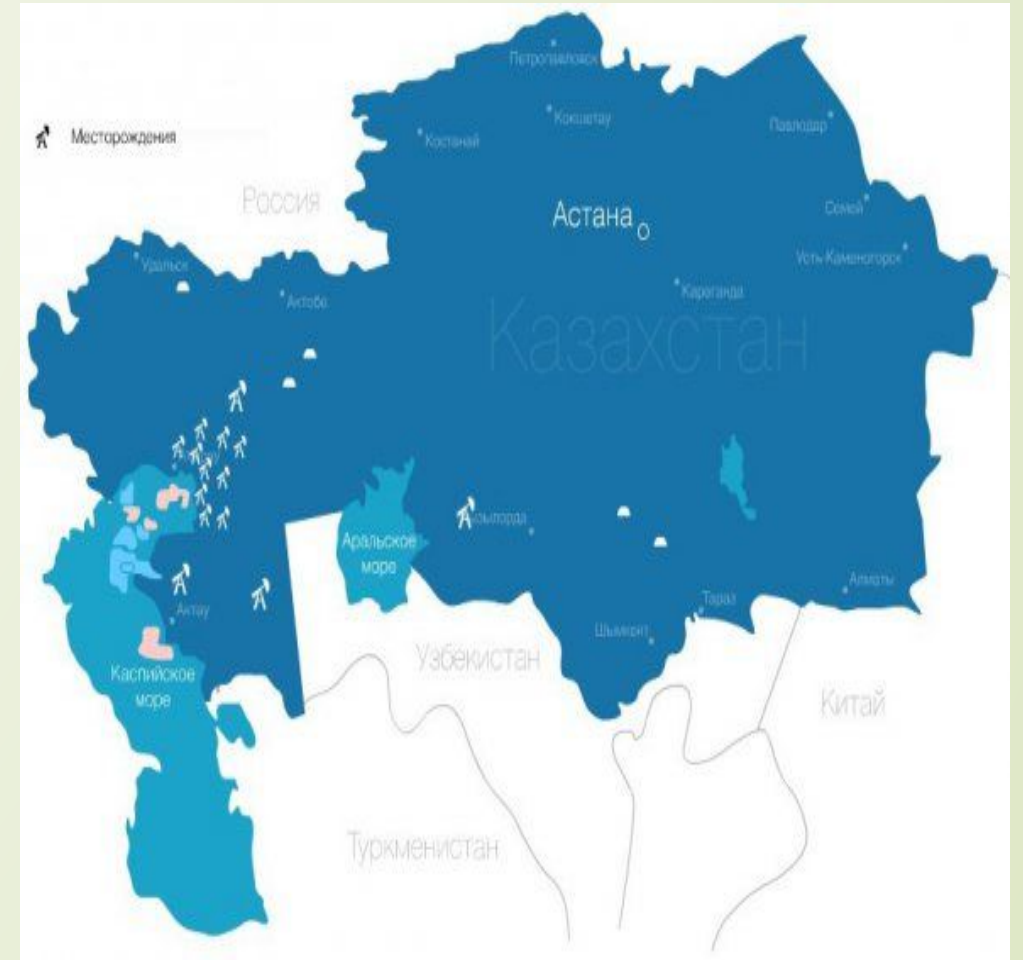 Петропавловск
Кокшетау
Месторождения
Костанай
Павлодар
Россия
Семей
Астана
Усть-Каменогорск
Уральск
Караганда
Актобе
Казахстан
Кызылорда
Аральское
море
Алматы
Актау
Тараз
Шымкент
Узбекистан
Каспийское
море
Китай
Туркменистан